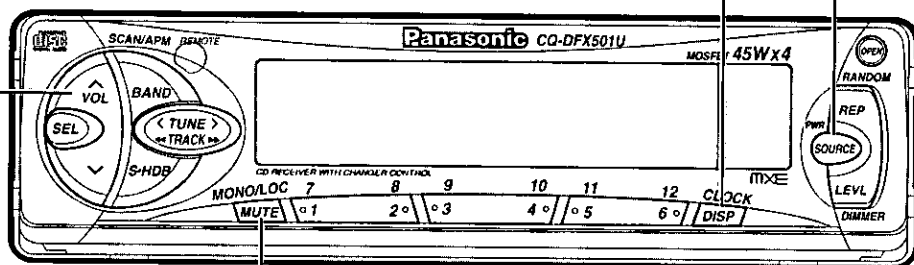 disc
SCAN/APM REMOTE Panasonic CQ-DFX501U
MOSFET 45Wx4
OPEN
RANDOM
VOL BAND
REP
SEL
< TUNE >
◀◀ TRACK ▶▶
PWR
SOURCE
S·HDB
CD RECEIVER WITH CHANGER CONTROL
MXE
LEVL
MONO/LOC 7 8 9 10 11 12 CLOCK
MUTE 1 2 3 4 5 6 DISP
DIMMER